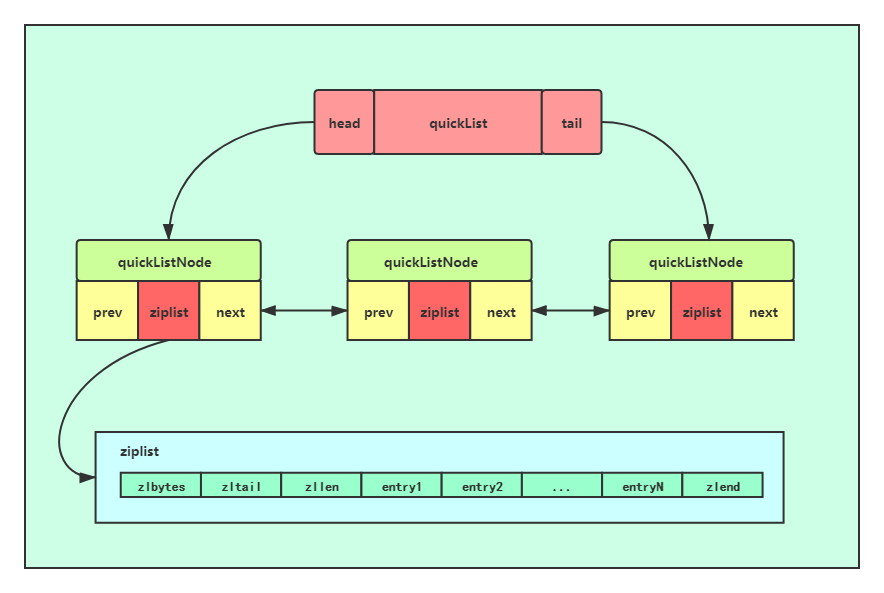 head quickList tail
quickListNode quickListNode quickListNode
prev ziplist next prev ziplist next prev ziplist next
ziplist
zlbytes zltail zllen entry1 entry2 ... entryN zlend